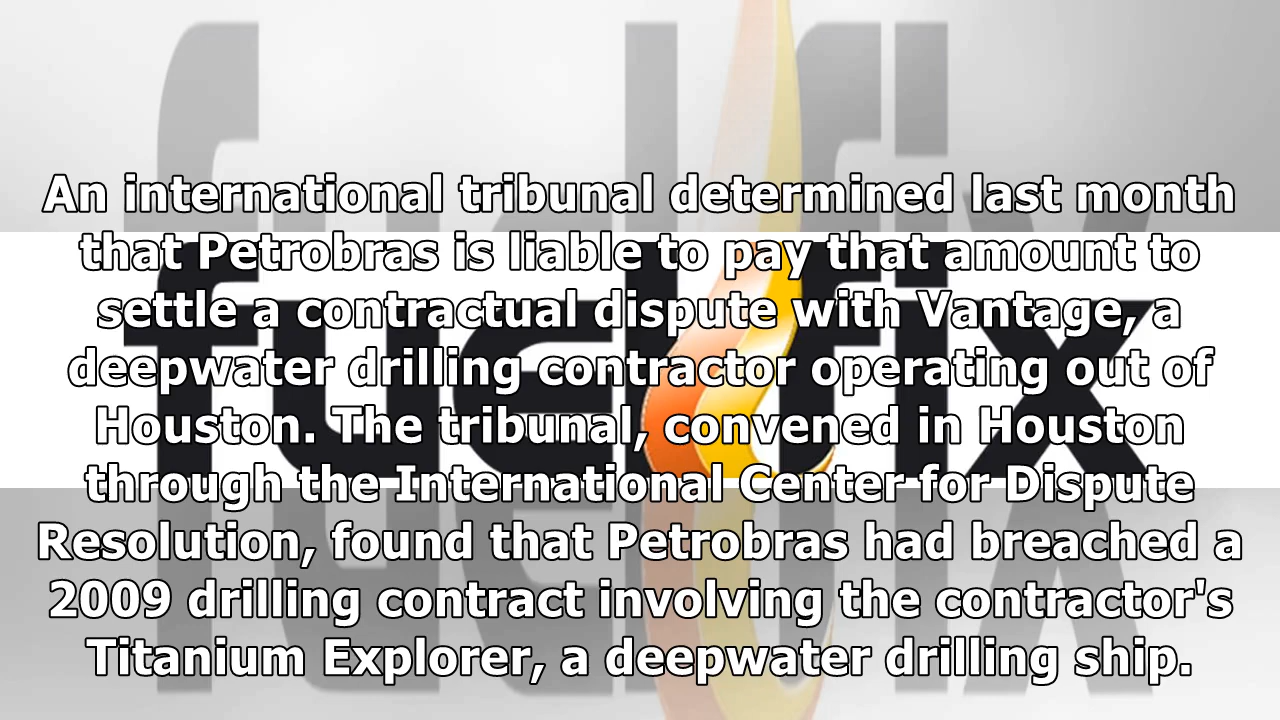 An international tribunal determined last month
that Petrobras is liable to pay that amount to
settle a contractual dispute with Vantage, a
deepwater drilling contractor operating out of
Houston. The tribunal, convened in Houston
through the International Center for Dispute
Resolution, found that Petrobras had breached a
2009 drilling contract involving the contractor's
Titanium Explorer, a deepwater drilling ship.
fuel fix